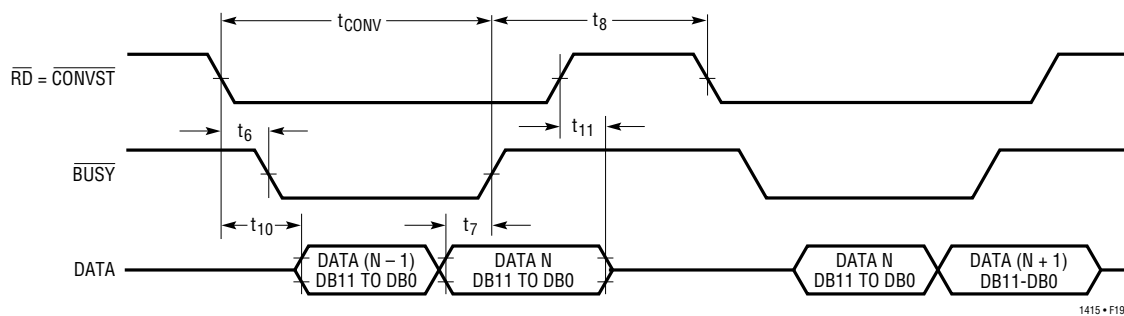 tCONV
t8
RD = CONVST
t6
t11
BUSY
t10
t7
DATA
DATA (N – 1)
DB11 TO DB0
DATA N
DB11 TO DB0
DATA N
DB11 TO DB0
DATA (N + 1)
DB11-DB0
1415 • F19